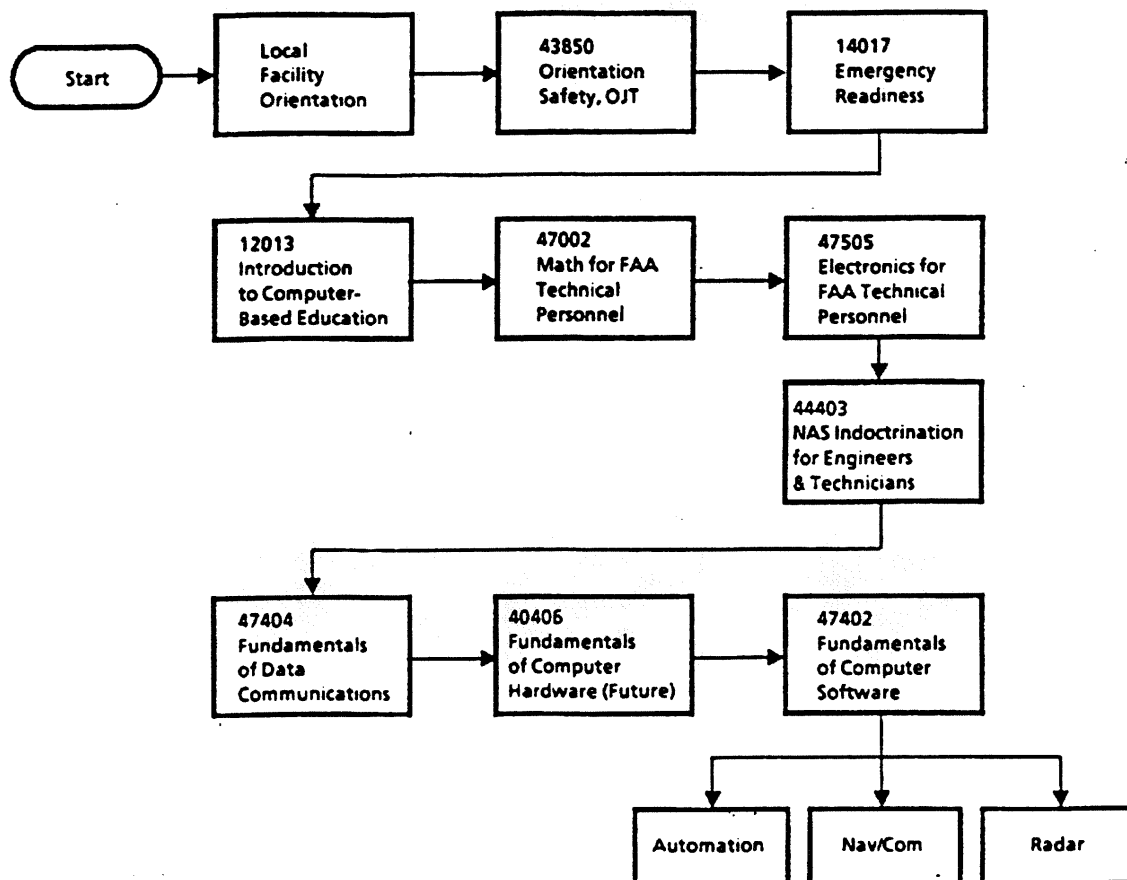 Start
Local
Facility
Orientation
43850
Orientation
Safety, OJT
14017
Emergency
Readiness
12013
Introduction
to Computer-
Based Education
47002
Math for FAA
Technical
Personnel
47505
Electronics for
FAA Technical
Personnel
44403
NAS Indoctrination
for Engineers
& Technicians
47404
Fundamentals
of Data
Communications
40406
Fundamentals
of Computer
Hardware (Future)
47402
Fundamentals
of Computer
Software
Automation
Nav/Com
Radar